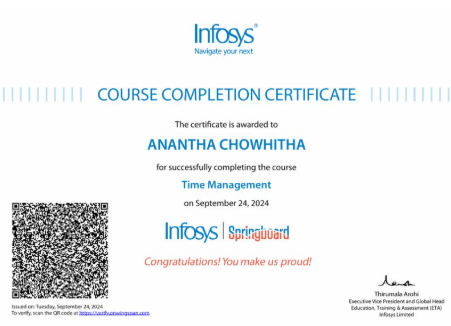 Infosys®
Navigate your next
COURSE COMPLETION CERTIFICATE
The certificate is awarded to
ANANTHA CHOWHITHA
for successfully completing the course
Time Management
on September 24, 2024
Infosys | Springboard
Congratulations! You make us proud!
Issued on: Tuesday, September 24, 2024
To verify, scan the QR code at https://verify.onwingspan.com
Thirumala Arohi
Executive Vice President and Global Head
Education, Training & Assessment (ETA)
Infosys Limited